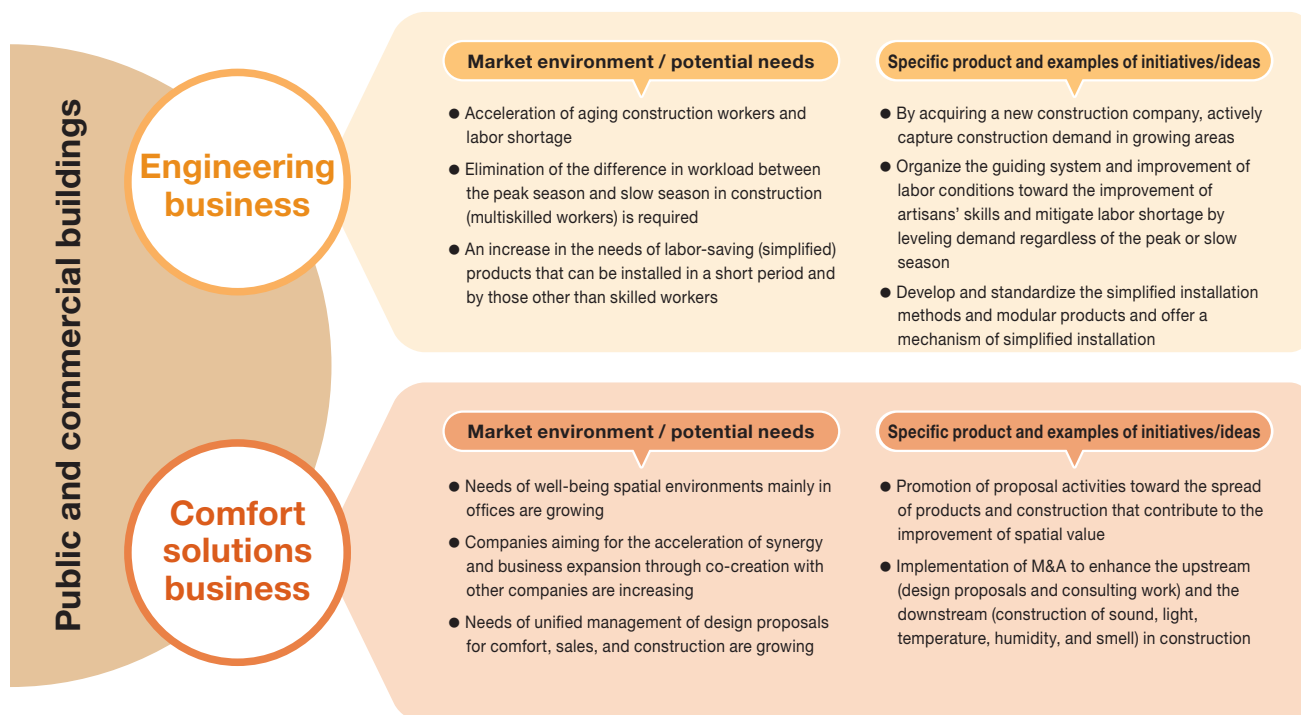 Public and commercial buildings
Engineering
business
Market environment / potential needs
● Acceleration of aging construction workers and
labor shortage
● Elimination of the difference in workload between
the peak season and slow season in construction
(multiskilled workers) is required
● An increase in the needs of labor-saving (simplified)
products that can be installed in a short period and
by those other than skilled workers
Specific product and examples of initiatives/ideas
● By acquiring a new construction company, actively
capture construction demand in growing areas
● Organize the guiding system and improvement of
labor conditions toward the improvement of
artisans’ skills and mitigate labor shortage by
leveling demand regardless of the peak or slow
season
● Develop and standardize the simplified installation
methods and modular products and offer a
mechanism of simplified installation
Comfort
solutions
business
Market environment / potential needs
● Needs of well-being spatial environments mainly in
offices are growing
● Companies aiming for the acceleration of synergy
and business expansion through co-creation with
other companies are increasing
● Needs of unified management of design proposals
for comfort, sales, and construction are growing
Specific product and examples of initiatives/ideas
● Promotion of proposal activities toward the spread
of products and construction that contribute to the
improvement of spatial value
● Implementation of M&A to enhance the upstream
(design proposals and consulting work) and the
downstream (construction of sound, light,
temperature, humidity, and smell) in construction